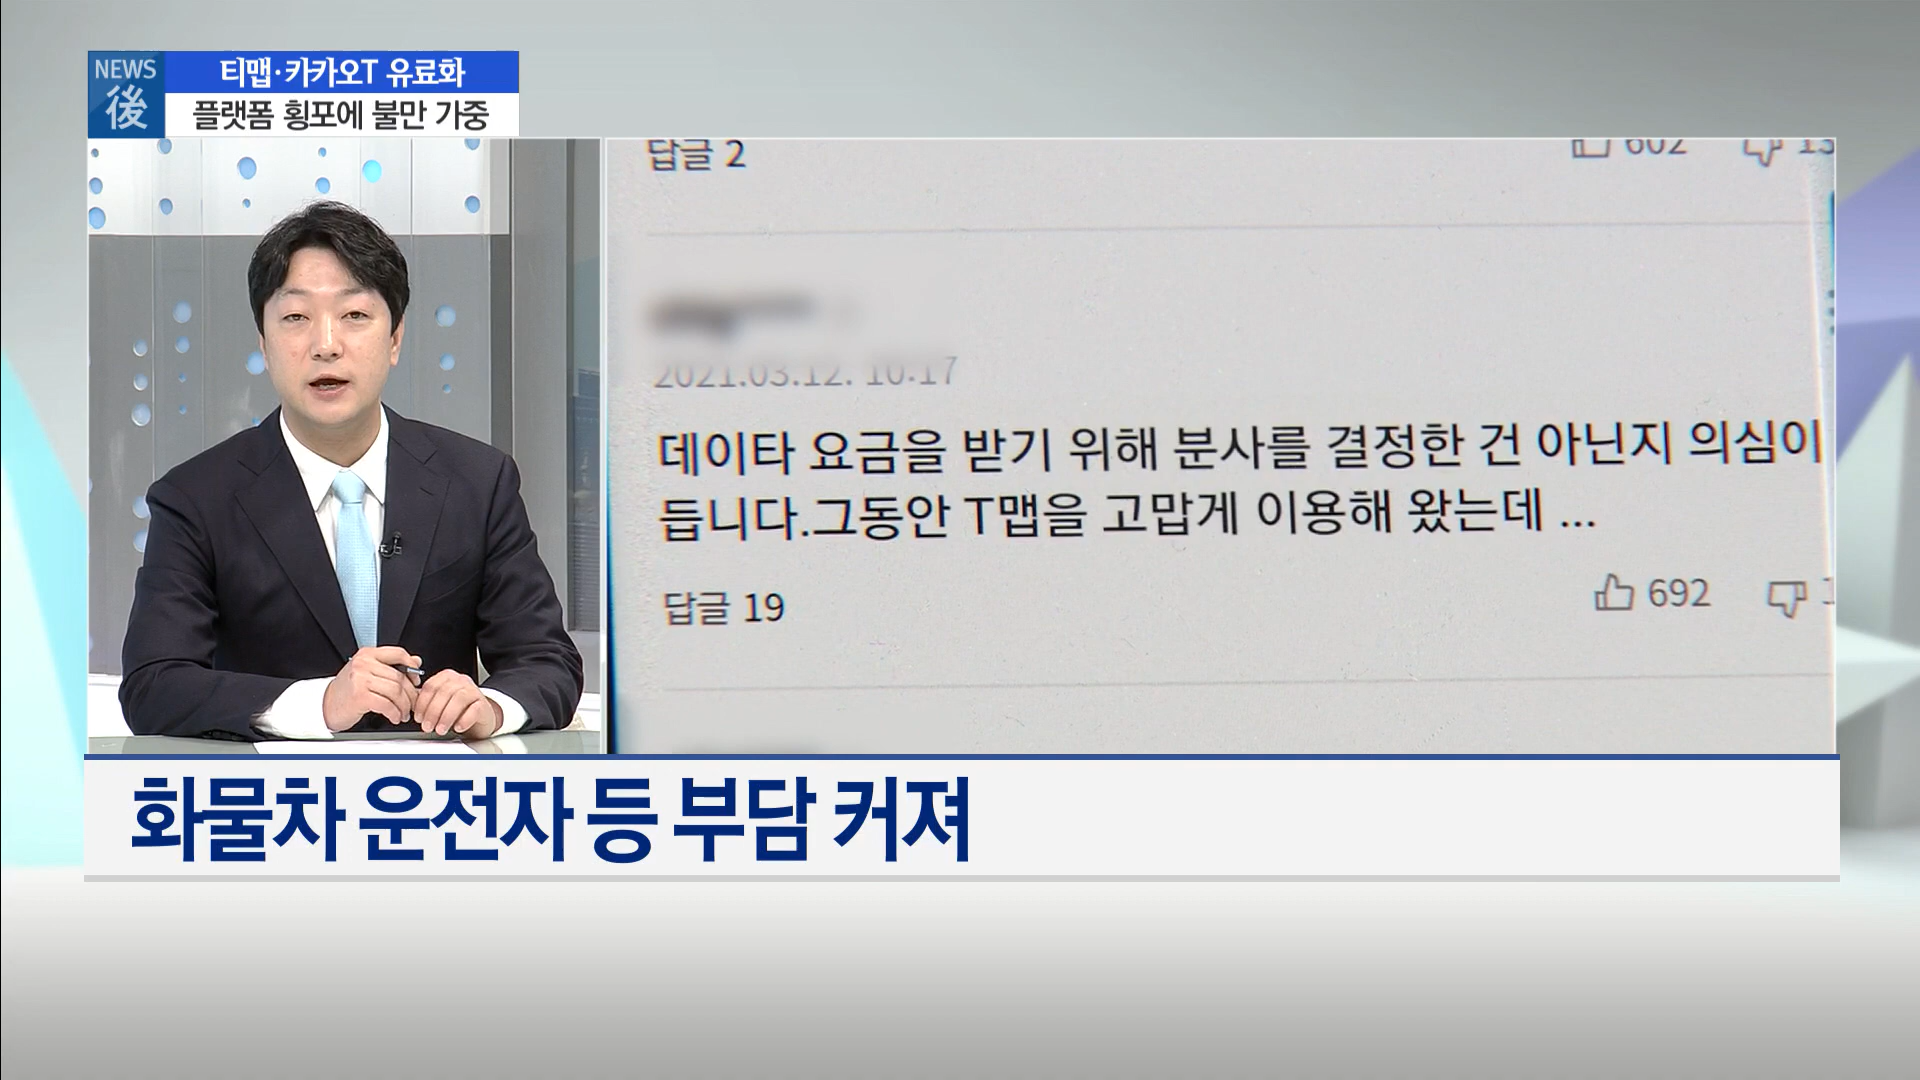 NEWS
後
티맵·카카오T 유료화
플랫폼 횡포에 불만 가중
답글 2
602
2021.03.12. 10:17
데이타 요금을 받기 위해 분사를 결정한 건 아닌지 의심이
듭니다.그동안 T맵을 고맙게 이용해 왔는데 ...
답글 19
692
화물차 운전자 등 부담 커져